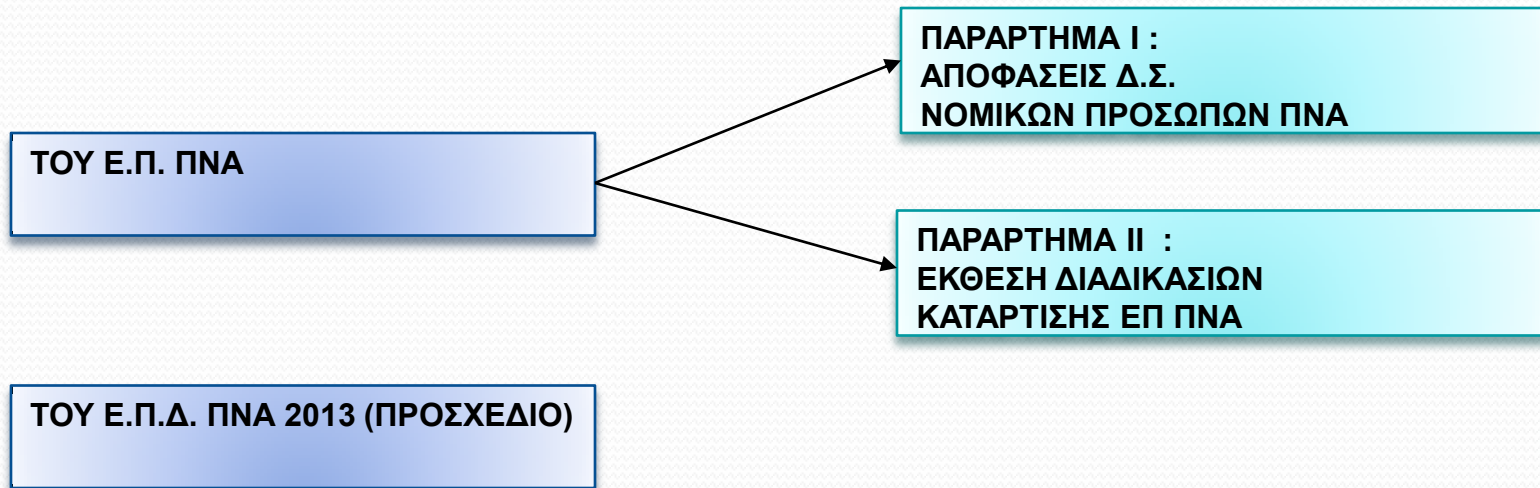 ΤΟΥ Ε.Π. ΠΝΑ
ΠΑΡΑΡΤΗΜΑ Ι :
ΑΠΟΦΑΣΕΙΣ Δ.Σ.
ΝΟΜΙΚΩΝ ΠΡΟΣΩΠΩΝ ΠΝΑ
ΠΑΡΑΡΤΗΜΑ ΙΙ :
ΕΚΘΕΣΗ ΔΙΑΔΙΚΑΣΙΩΝ
ΚΑΤΑΡΤΙΣΗΣ ΕΠ ΠΝΑ
ΤΟΥ Ε.Π.Δ. ΠΝΑ 2013 (ΠΡΟΣΧΕΔΙΟ)